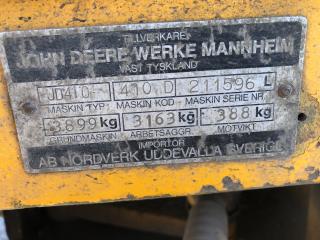 TILLVERKARE
JOHN DEERE WERKE MANNHEIM
VÄST TYSKLAND
JD410 410 D 211596 L
MASKIN TYP MASKIN KOD MASKIN SERIE NR
3899 kg 3163 kg 388 kg
GRUNDMASKIN ARBETSAGGR. MOTVIKT
IMPORTÖR
AB NORDVERK UDDEVALLA SVERIGE